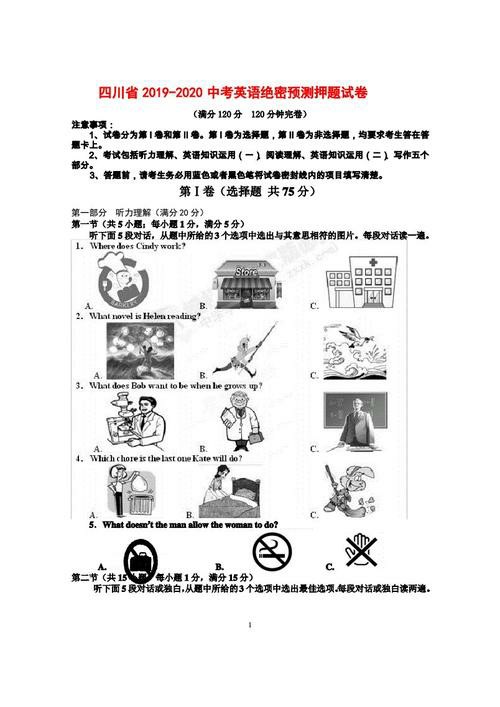 四川省 2019-2020 中考英语绝密预测押题试卷
（满分120分 120分钟完卷）
注意事项：
1、试卷分为第Ⅰ卷和第Ⅱ卷。第Ⅰ卷为选择题，第Ⅱ卷为非选择题，均要求考生答在答
题卡上。
2、考试包括听力理解、英语知识运用（一）、阅读理解、英语知识运用（二）、写作五个
部分。
3、答题前，请考生务必用蓝色或者黑色笔将试卷密封线内的项目填写清楚。
第Ⅰ卷（选择题 共 75 分）
第一部分 听力理解（满分20分）
第一节（共5小题；每小题1分，满分5分）
听下面5段对话，从题中所给的3个选项中选出与其意思相符的图片。每段对话读一遍。
1. Where does Cindy work?
Store
A. B. C.
2. What novel is Helen reading?
A. B. C.
3. What does Bob want to be when he grows up?
A. B. C.
4. Which chore is the last one Kate will do?
A. B. C.
5. What doesn't the man allow the woman to do?
A. B. C.
第二节（共15小题；每小题1分，满分15分）
听下面5段对话或独白，从题中所给的3个选项中选出最佳选项。每段对话或独白读两遍。
1